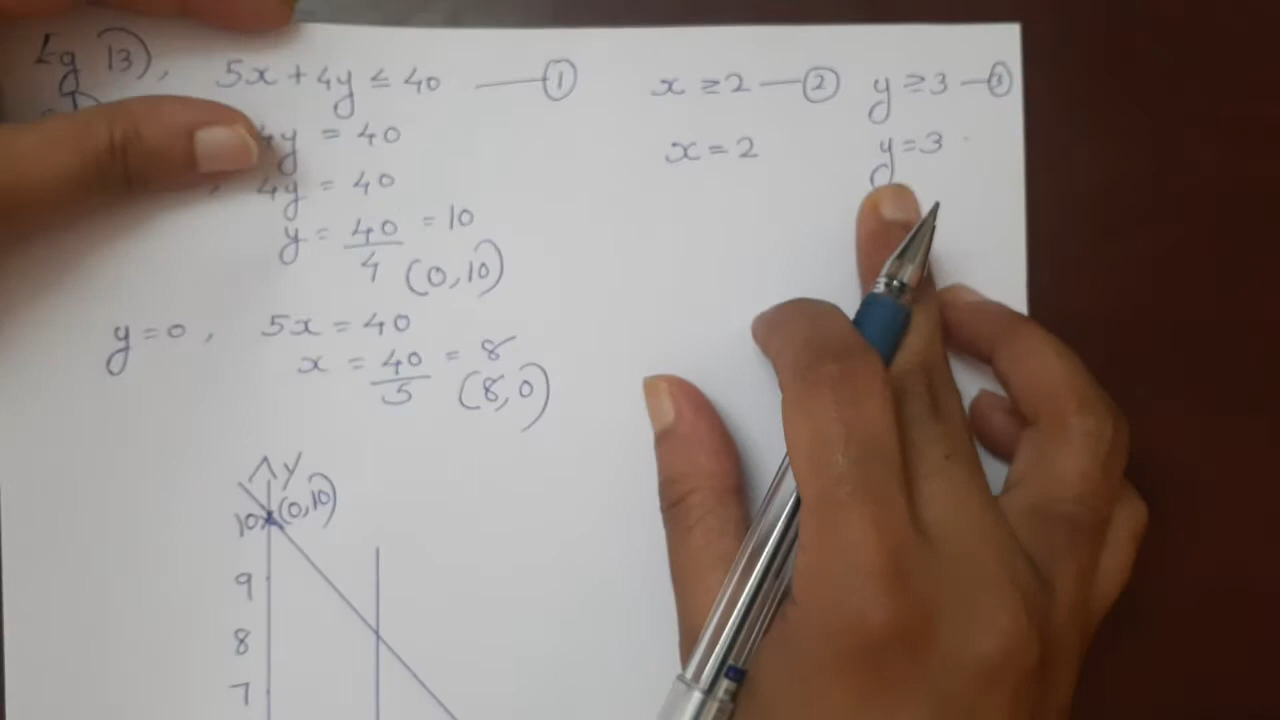 Eg 13), 5x + 4y ≤ 40 —① x ≥ 2 —② y ≥ 3 —③
4y = 40 x = 2 y = 3
, 4y = 40
y = 40/4 = 10
(0,10)
y = 0, 5x = 40
x = 40/5 = 8
(8,0)
Y
10 (0,10)
9
8
7